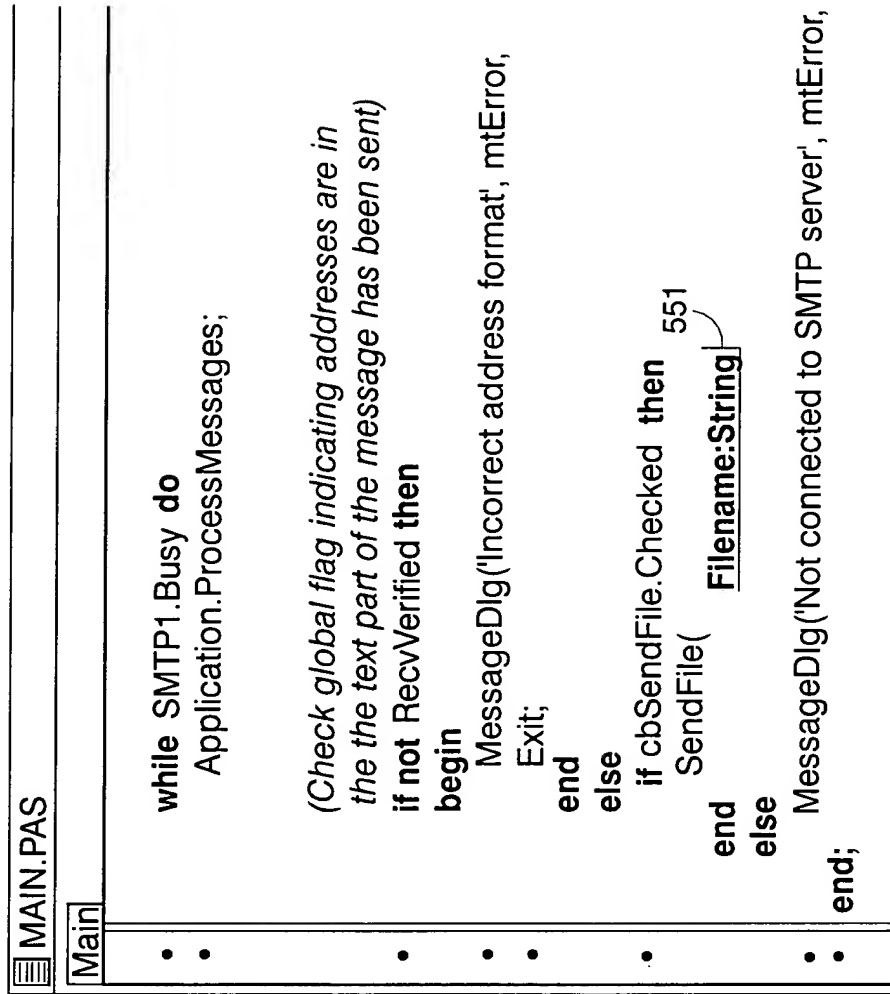 MAIN.PAS
Main
while SMTP1.Busy do
Application.ProcessMessages;
(Check global flag indicating addresses are in
the the text part of the message has been sent)
if not RecvVerified then
begin
MessageDlg('Incorrect address format', mtError,
Exit;
end
else
if cbSendFile.Checked then
SendFile(
551
Filename:String
end
else
MessageDlg('Not connected to SMTP server', mtError,
end;